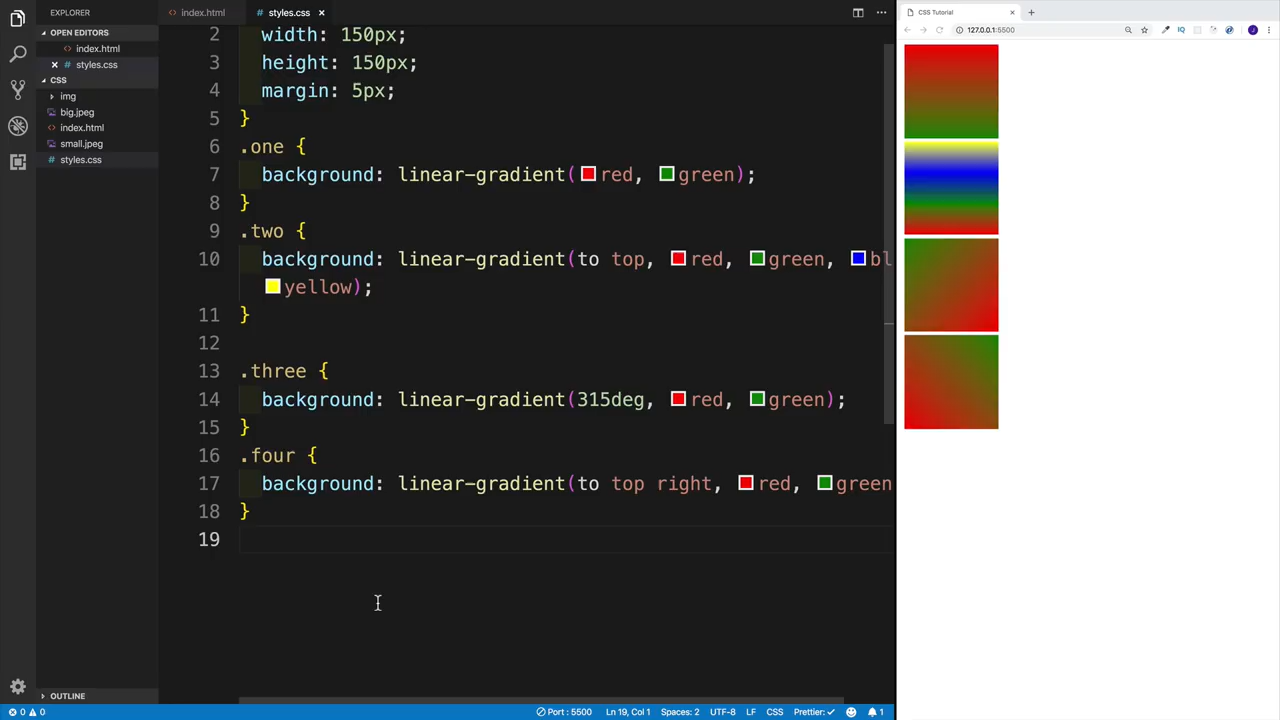 EXPLORER
OPEN EDITORS
index.html
styles.css
CSS
img
big.jpeg
index.html
small.jpeg
styles.css
OUTLINE
index.html
styles.css
2 width: 150px;
3 height: 150px;
4 margin: 5px;
5 }
6 .one {
7 background: linear-gradient(red, green);
8 }
9 .two {
10 background: linear-gradient(to top, red, green, bl
yellow);
11 }
12
13 .three {
14 background: linear-gradient(315deg, red, green);
15 }
16 .four {
17 background: linear-gradient(to top right, red, green
18 }
19
0 0
Port : 5500
Ln 19, Col 1
Spaces: 2
UTF-8
LF
CSS
Prettier: ✓
1
CSS Tutorial
127.0.0.1:5500
IQ
J